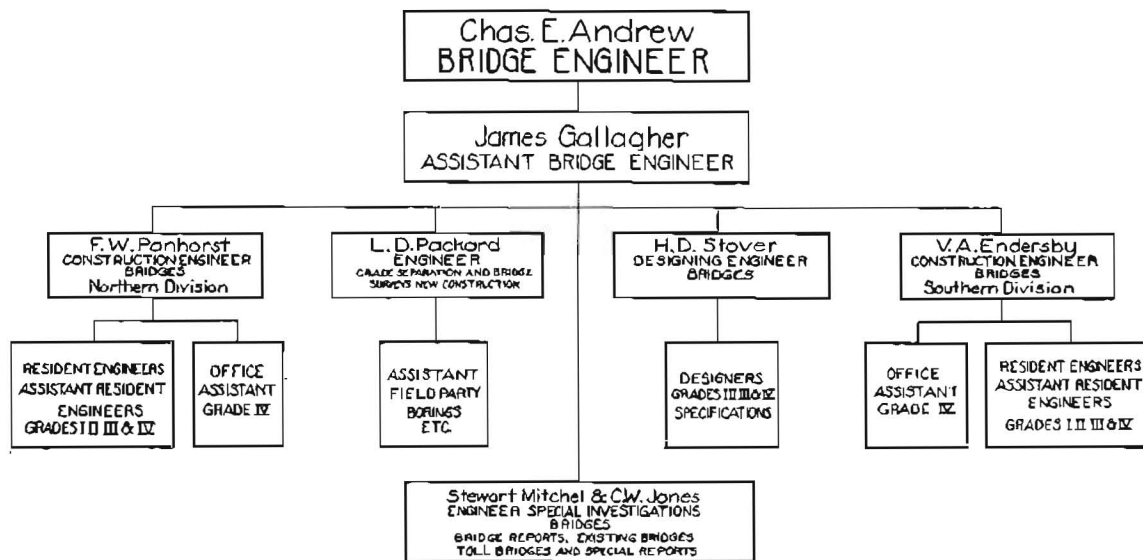 Chas. E. Andrew
BRIDGE ENGINEER
James Gallagher
ASSISTANT BRIDGE ENGINEER
F.W. Panhorst
CONSTRUCTION ENGINEER
BRIDGES
Northern Division
L.D. Packard
ENGINEER
GRADE SEPARATION AND BRIDGE
SURVEYS NEW CONSTRUCTION
H.D. Stover
DESIGNING ENGINEER
BRIDGES
V.A. Endersby
CONSTRUCTION ENGINEER
BRIDGES
Southern Division
RESIDENT ENGINEERS
ASSISTANT RESIDENT
ENGINEERS
GRADES I II III & IV
OFFICE
ASSISTANT
GRADE IV
ASSISTANT
FIELD PARTY
BORINGS
ETC.
DESIGNERS
GRADES I II III & IV
SPECIFICATIONS
OFFICE
ASSISTANT
GRADE IV
RESIDENT ENGINEERS
ASSISTANT RESIDENT
ENGINEERS
GRADES I II III & IV
Stewart Mitchel & C.W. Jones
ENGINEER SPECIAL INVESTIGATIONS
BRIDGES
BRIDGE REPORTS, EXISTING BRIDGES
TOLL BRIDGES AND SPECIAL REPORTS